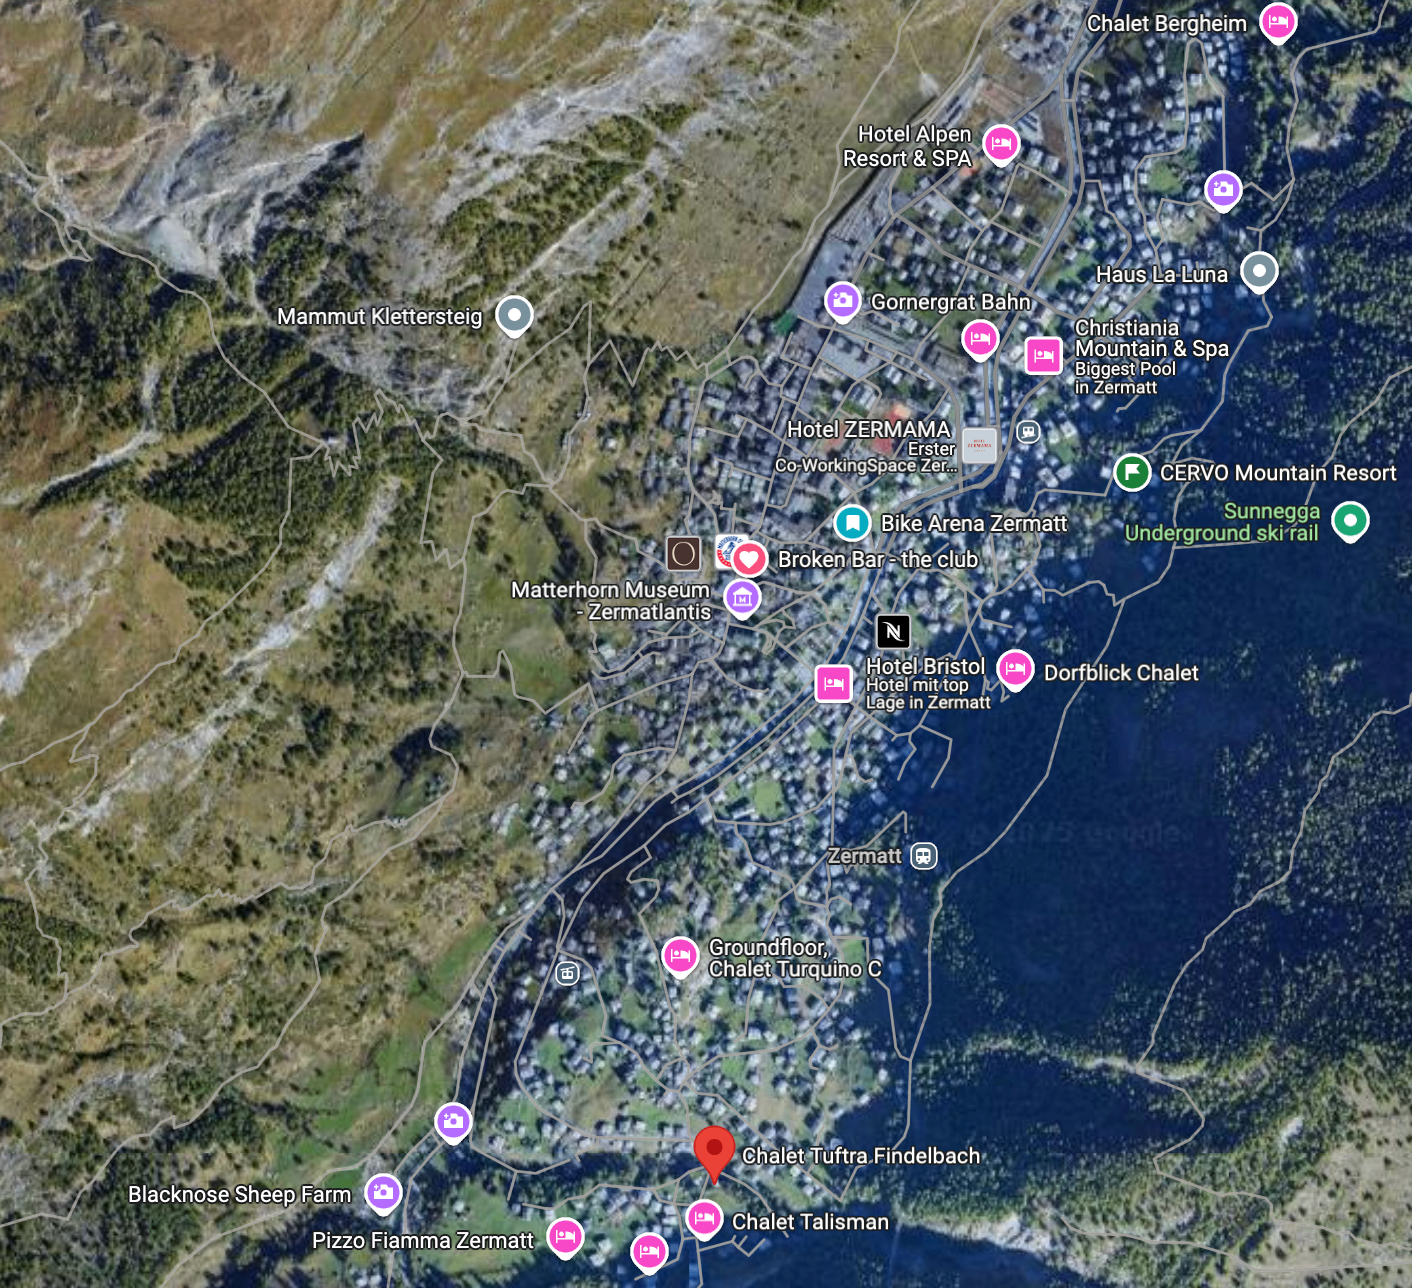 Chalet Bergheim
Hotel Alpen
Resort & SPA
Haus La Luna
Gornergrat Bahn
Mammut Klettersteig
Christiania
Mountain & Spa
Biggest Pool
in Zermatt
Hotel ZERMAMA
Erster
Co-WorkingSpace Zer...
CERVO Mountain Resort
Sunnegga
Underground ski rail
Bike Arena Zermatt
Broken Bar - the club
Matterhorn Museum
- Zermatlantis
Hotel Bristol
Hotel mit top
Lage in Zermatt
Dorfblick Chalet
Zermatt
Groundfloor,
Chalet Turquino C
Chalet Tuftra Findelbach
Blacknose Sheep Farm
Chalet Talisman
Pizzo Fiamma Zermatt